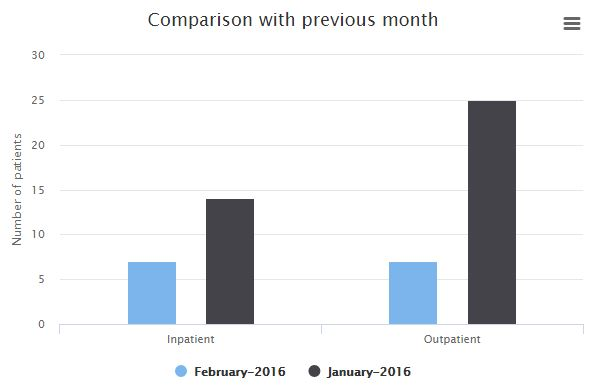 Comparison with previous month
Number of patients
30
25
20
15
10
5
0
Inpatient Outpatient
February-2016 January-2016